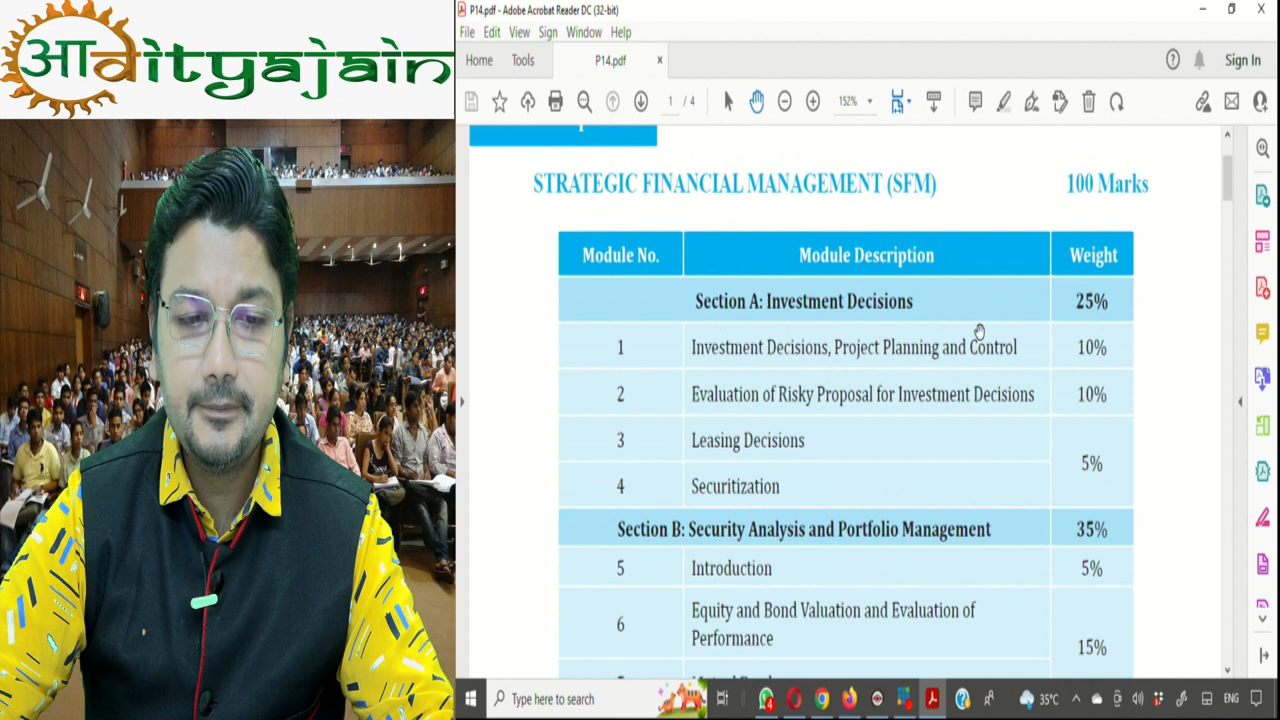 आdityajain
P14.pdf - Adobe Acrobat Reader DC (32-bit)
File Edit View Sign Window Help
Home Tools P14.pdf × Sign In
1 / 4 152%
STRATEGIC FINANCIAL MANAGEMENT (SFM) 100 Marks
Module No. Module Description Weight
Section A: Investment Decisions 25%
1 Investment Decisions, Project Planning and Control 10%
2 Evaluation of Risky Proposal for Investment Decisions 10%
3 Leasing Decisions
5%
4 Securitization
Section B: Security Analysis and Portfolio Management 35%
5 Introduction 5%
6 Equity and Bond Valuation and Evaluation of
Performance
15%
Type here to search 35°C ENG